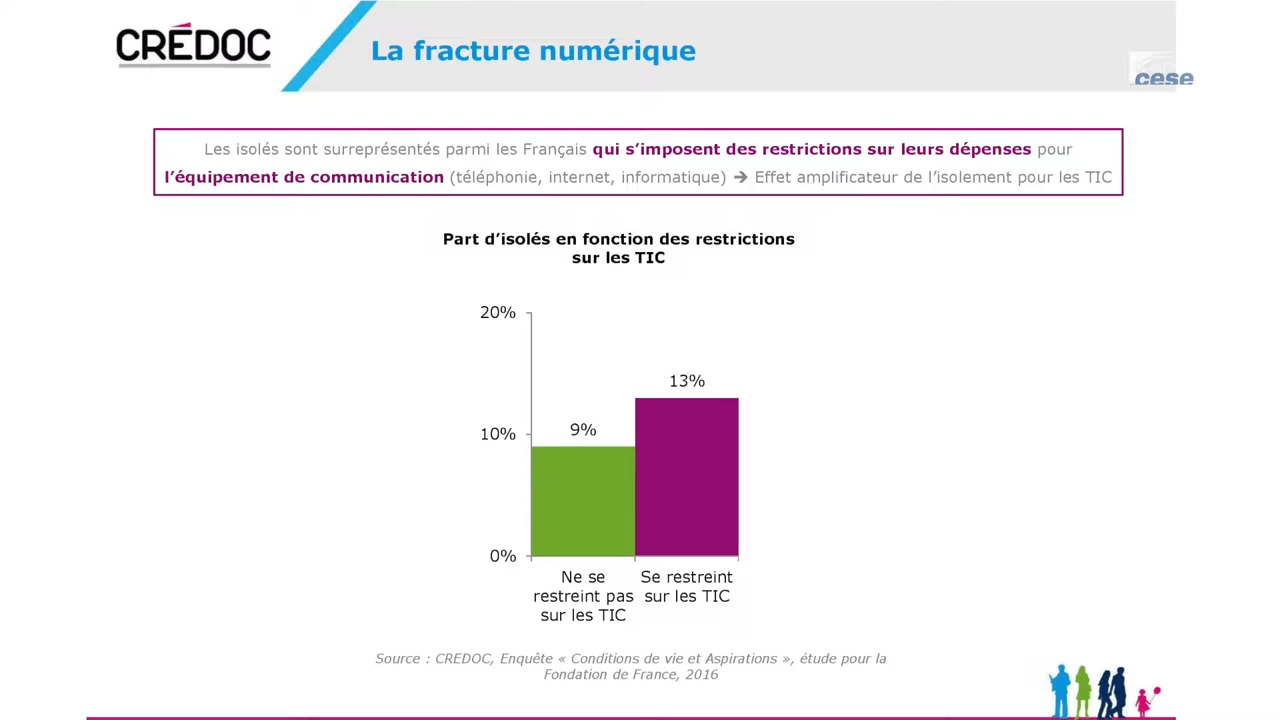 CRÉDOC
La fracture numérique
cese
Les isolés sont surreprésentés parmi les Français qui s’imposent des restrictions sur leurs dépenses pour
l’équipement de communication (téléphonie, internet, informatique) ➔ Effet amplificateur de l’isolement pour les TIC
Part d’isolés en fonction des restrictions
sur les TIC
20%
13%
10%
9%
0%
Ne se
restreint pas
sur les TIC
Se restreint
sur les TIC
Source : CREDOC, Enquête « Conditions de vie et Aspirations », étude pour la
Fondation de France, 2016